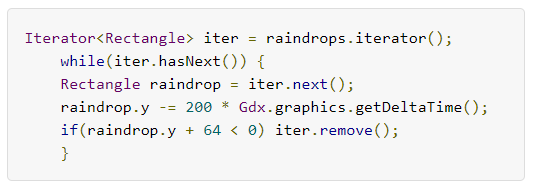 Iterator<Rectangle> iter = raindrops.iterator();
    while(iter.hasNext()) {
    Rectangle raindrop = iter.next();
    raindrop.y -= 200 * Gdx.graphics.getDeltaTime();
    if(raindrop.y + 64 < 0) iter.remove();
    }